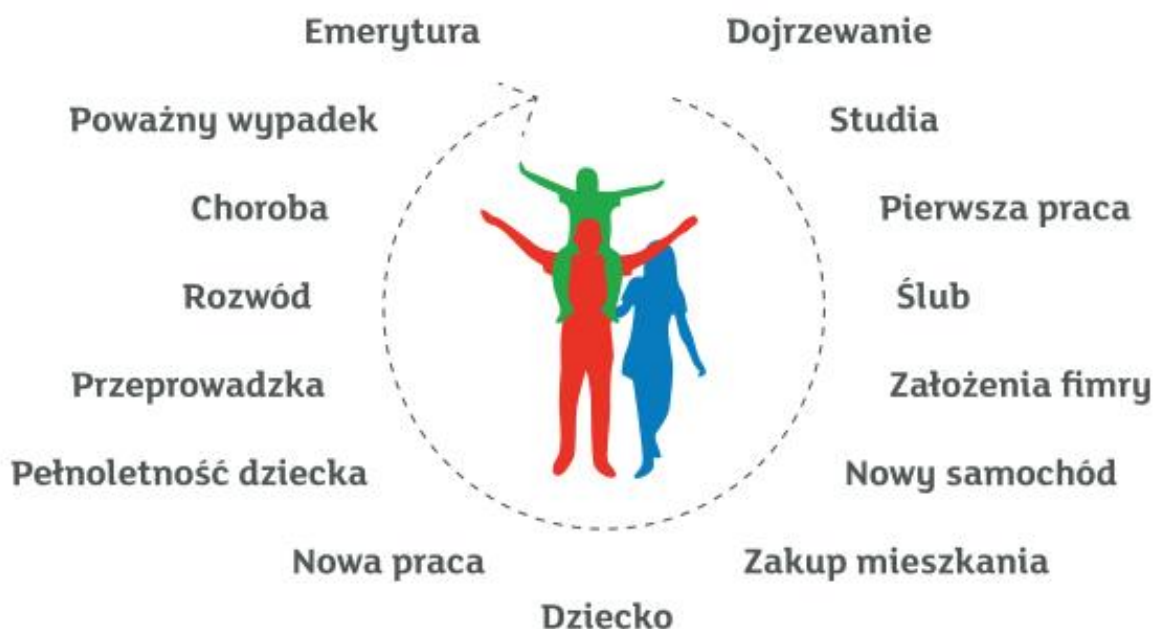 Emerytura
Dojrzewanie
Poważny wypadek
Studia
Choroba
Pierwsza praca
Rozwód
Ślub
Przeprowadzka
Założenia fimry
Pełnoletność dziecka
Nowy samochód
Nowa praca
Zakup mieszkania
Dziecko